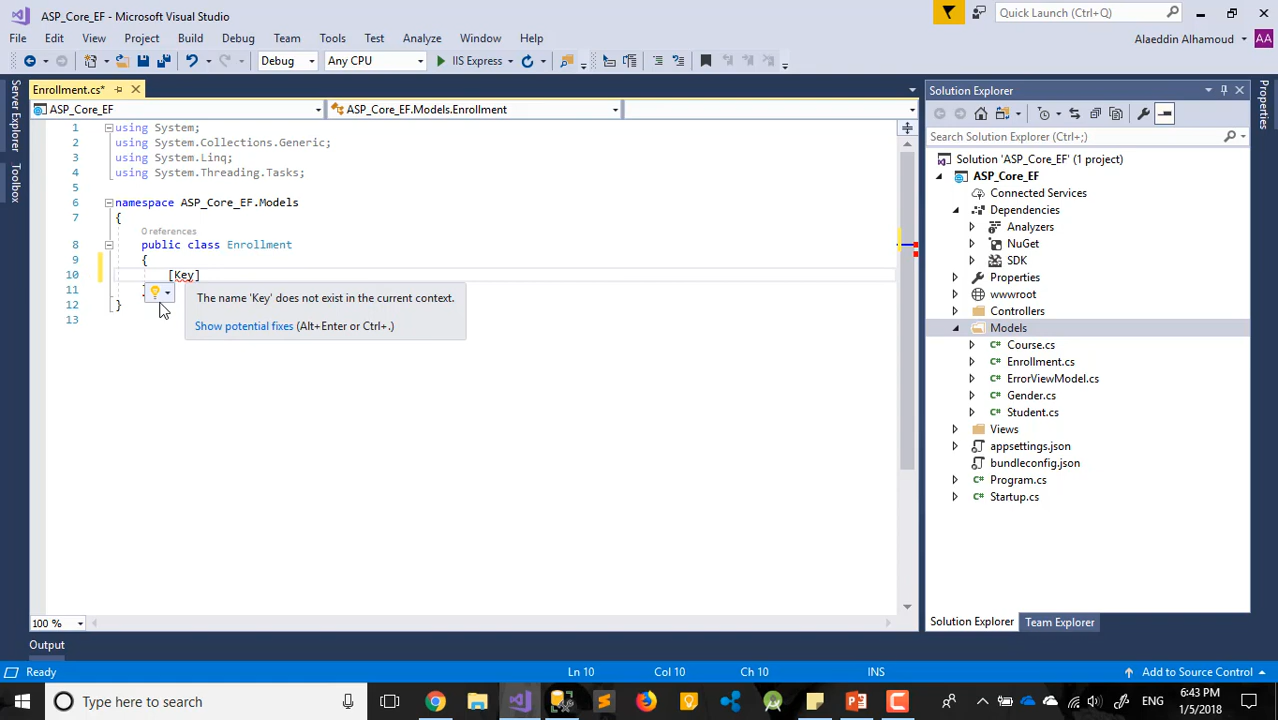 ASP_Core_EF - Microsoft Visual Studio
Quick Launch (Ctrl+Q)
File Edit View Project Build Debug Team Tools Test Analyze Window Help
Alaeddin Alhamoud
AA
Debug Any CPU IIS Express
Server Explorer
Toolbox
Enrollment.cs*
ASP_Core_EF
ASP_Core_EF.Models.Enrollment
1 using System;
2 using System.Collections.Generic;
3 using System.Linq;
4 using System.Threading.Tasks;
5
6 namespace ASP_Core_EF.Models
7 {
0 references
8 public class Enrollment
9 {
10 [Key]
11
12 }
13
The name 'Key' does not exist in the current context.
Show potential fixes (Alt+Enter or Ctrl+.)
100 %
Solution Explorer
Search Solution Explorer (Ctrl+;)
Solution 'ASP_Core_EF' (1 project)
ASP_Core_EF
Connected Services
Dependencies
Analyzers
NuGet
SDK
Properties
wwwroot
Controllers
Models
Course.cs
Enrollment.cs
ErrorViewModel.cs
Gender.cs
Student.cs
Views
appsettings.json
bundleconfig.json
Program.cs
Startup.cs
Solution Explorer Team Explorer
Properties
Output
Ready Ln 10 Col 10 Ch 10 INS Add to Source Control
Type here to search
ENG
6:43 PM
1/5/2018